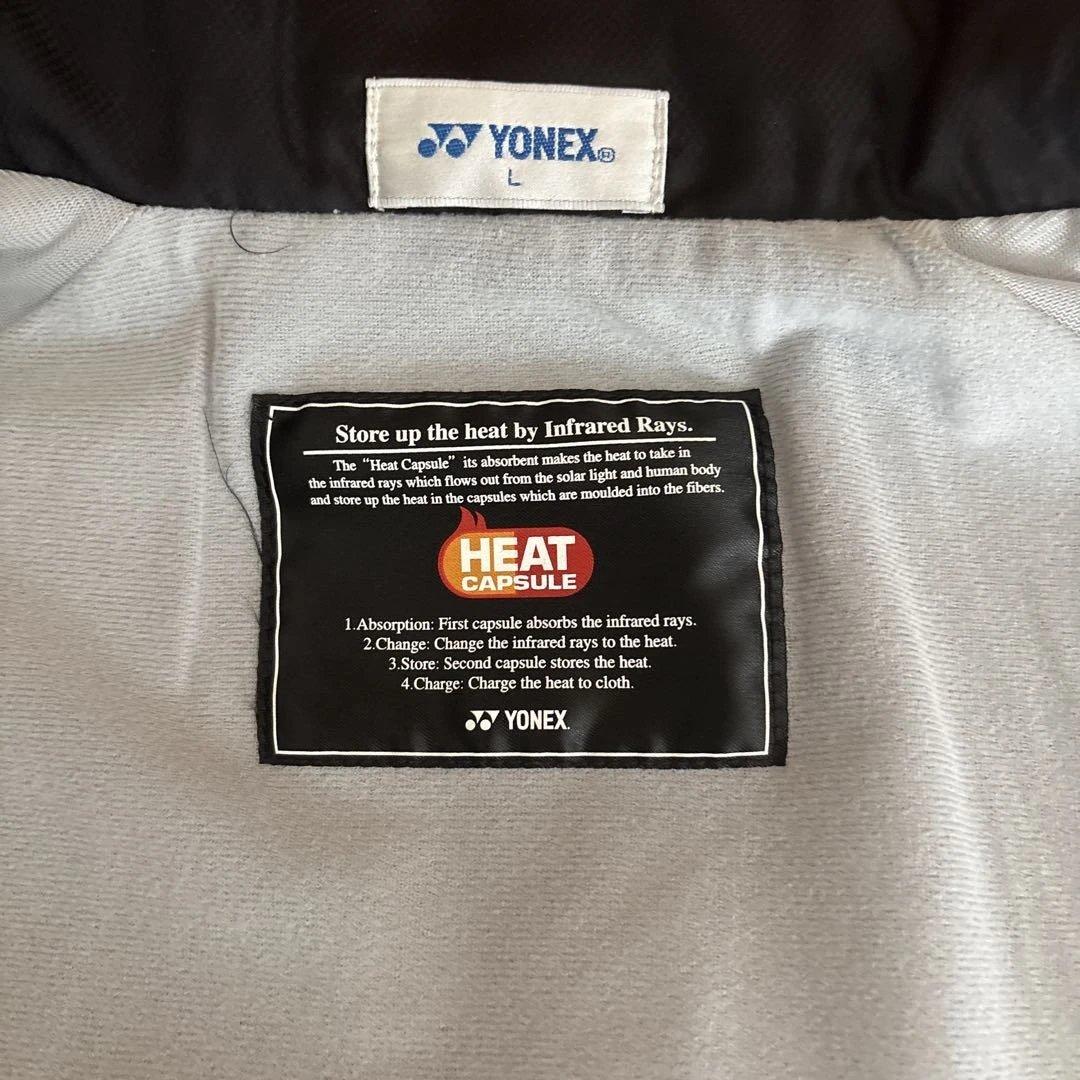 YONEX®
L
Store up the heat by Infrared Rays.
The “Heat Capsule” its absorbent makes the heat to take in
the infrared rays which flows out from the solar light and human body
and store up the heat in the capsules which are moulded into the fibers.
HEAT
CAPSULE
1.Absorption: First capsule absorbs the infrared rays.
2.Change: Change the infrared rays to the heat.
3.Store: Second capsule stores the heat.
4.Charge: Charge the heat to cloth.
YONEX.